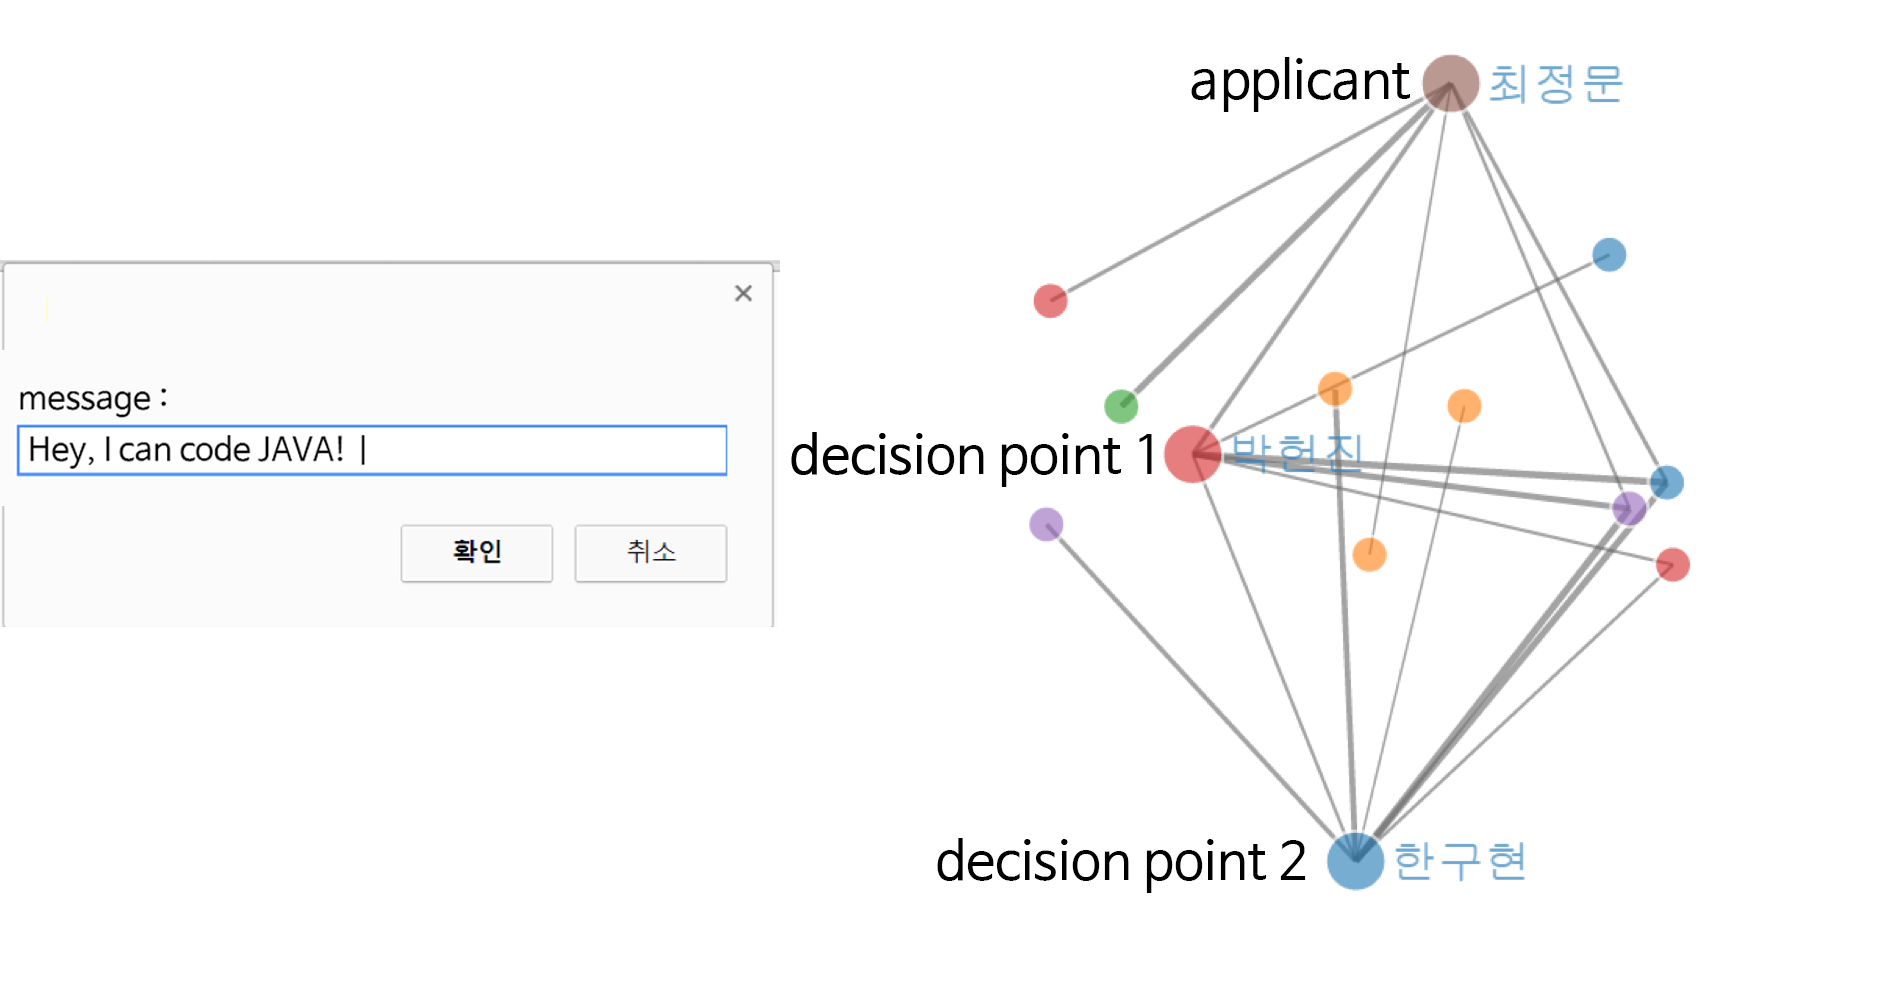 message :
Hey, I can code JAVA! |
확인
취소
applicant
최정문
decision point 1
박현진
decision point 2
한구현